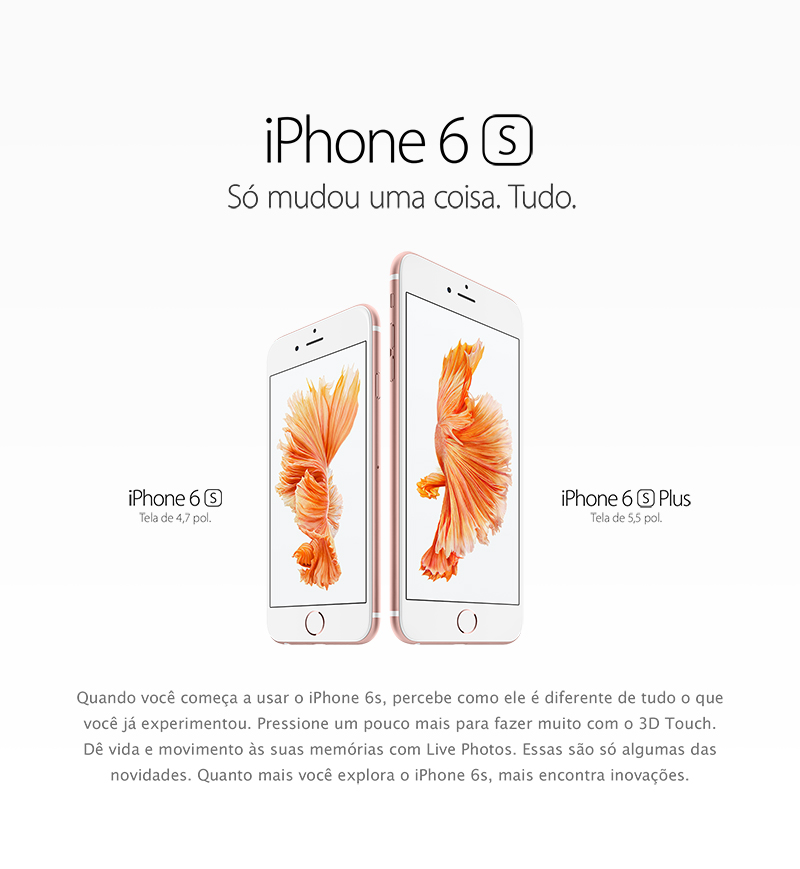 iPhone 6 S
Só mudou uma coisa. Tudo.
iPhone 6 S
Tela de 4,7 pol.
iPhone 6 S Plus
Tela de 5,5 pol.
Quando você começa a usar o iPhone 6s, percebe como ele é diferente de tudo o que
você já experimentou. Pressione um pouco mais para fazer muito com o 3D Touch.
Dê vida e movimento às suas memórias com Live Photos. Essas são só algumas das
novidades. Quanto mais você explora o iPhone 6s, mais encontra inovações.